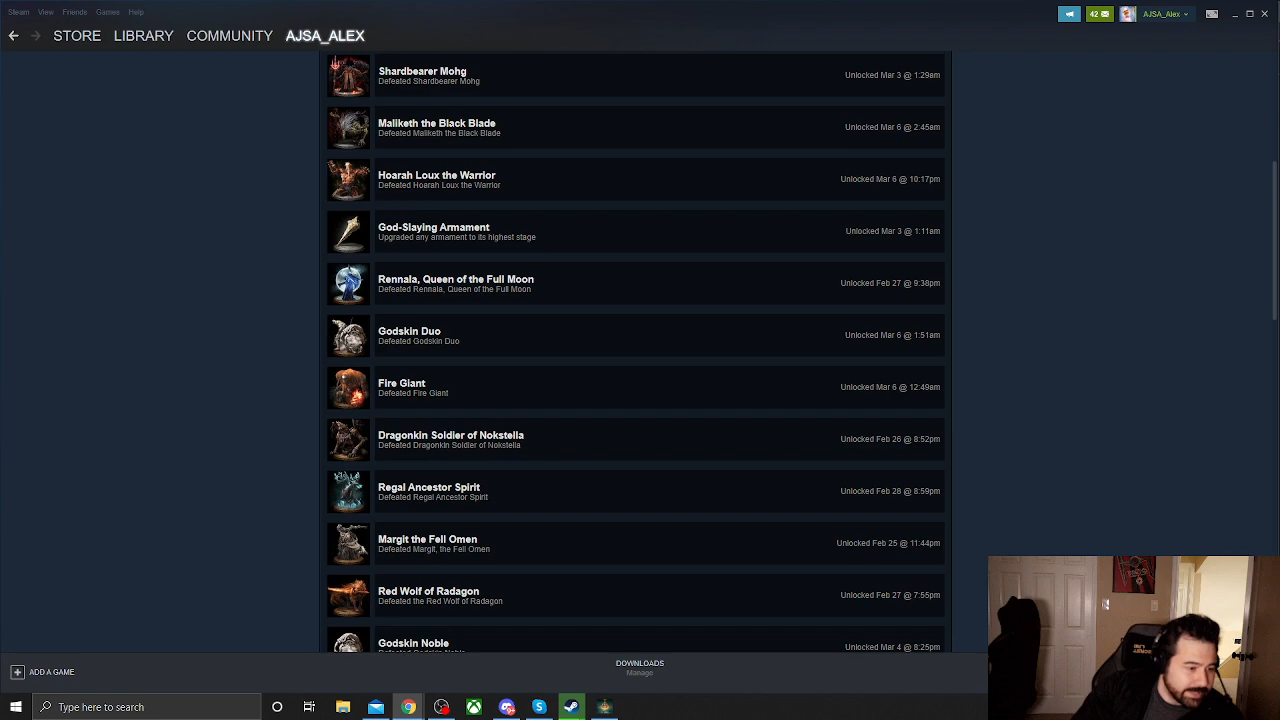 Steam View Friends Games Help
42 AJSA_Alex
STORE LIBRARY COMMUNITY AJSA_ALEX
Shardbearer Mohg
Defeated Shardbearer Mohg
Unlocked Mar 3 @ 1:29am
Maliketh the Black Blade
Defeated Maliketh the Black Blade
Unlocked Mar 6 @ 2:45am
Hoarah Loux the Warrior
Defeated Hoarah Loux the Warrior
Unlocked Mar 6 @ 10:17pm
God-Slaying Armament
Upgraded any armament to its highest stage
Unlocked Mar 3 @ 1:11am
Rennala, Queen of the Full Moon
Defeated Rennala, Queen of the Full Moon
Unlocked Feb 27 @ 9:38pm
Godskin Duo
Defeated Godskin Duo
Unlocked Mar 6 @ 1:51am
Fire Giant
Defeated Fire Giant
Unlocked Mar 6 @ 12:49am
Dragonkin Soldier of Nokstella
Defeated Dragonkin Soldier of Nokstella
Unlocked Feb 26 @ 8:52pm
Regal Ancestor Spirit
Defeated Regal Ancestor Spirit
Unlocked Feb 28 @ 8:59pm
Margit the Fell Omen
Defeated Margit, the Fell Omen
Unlocked Feb 25 @ 11:44pm
Red Wolf of Radagon
Defeated the Red Wolf of Radagon
Unlocked Feb 27 @ 7:55pm
Godskin Noble
Unlocked Mar 4 @ 8:25pm
ADD A GAME
DOWNLOADS
Manage
Type here to search